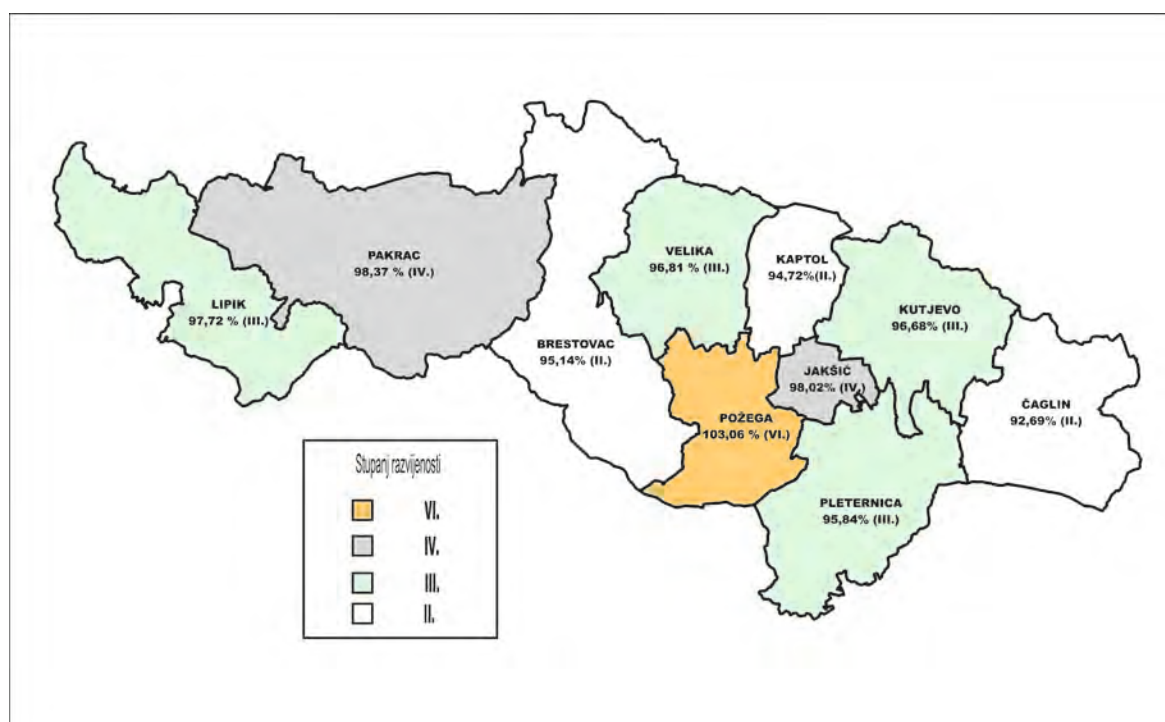 PAKRAC
98,37 % (IV.)
LIPIK
97,72 % (III.)
BRESTOVAC
95,14% (II.)
VELIKA
96,81 % (III.)
KAPTOL
94,72%(II.)
KUTJEVO
96,68% (III.)
JAKŠIĆ
98,02% (IV.)
ČAGLIN
92,69% (II.)
POŽEGA
103,06 % (VI.)
PLETERNICA
95,84% (III.)
Stupanj razvijenosti
VI.
IV.
III.
II.